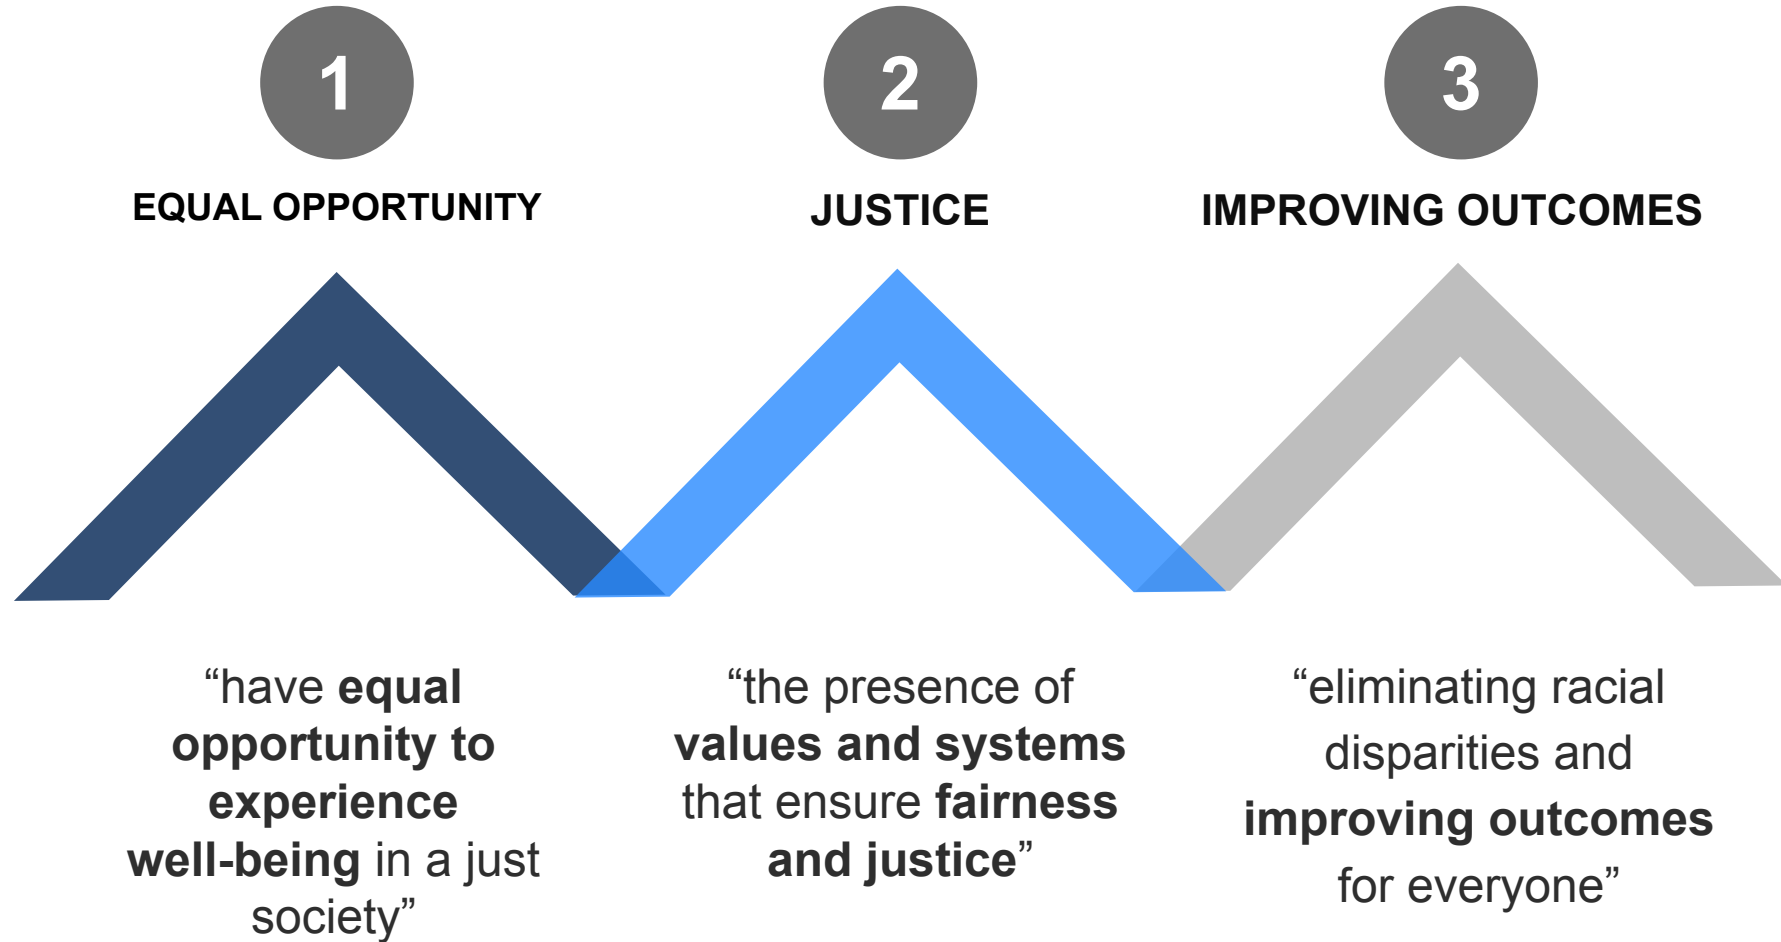 1
EQUAL OPPORTUNITY
“have equal
opportunity to
experience
well-being in a just
society”
2
JUSTICE
“the presence of
values and systems
that ensure fairness
and justice”
3
IMPROVING OUTCOMES
“eliminating racial
disparities and
improving outcomes
for everyone”